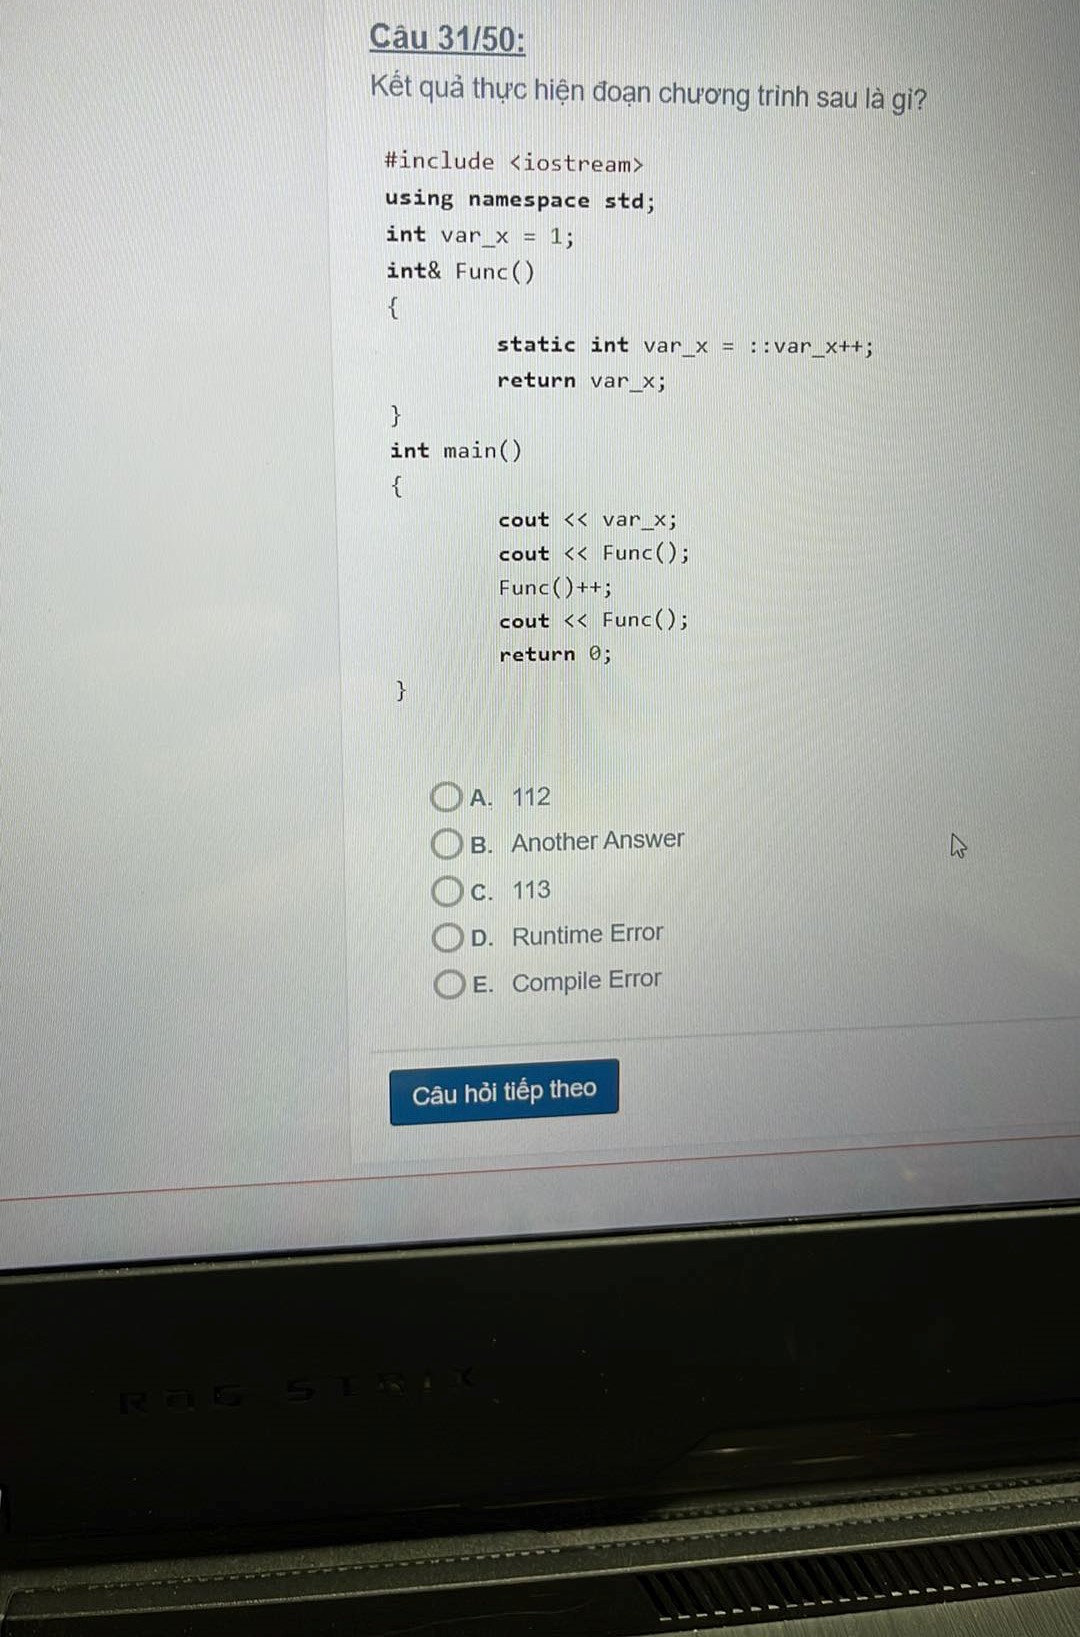 Câu 31/50:
Kết quả thực hiện đoạn chương trình sau là gì?
#include <iostream>
using namespace std;
int var_x = 1;
int& Func()
{
static int var_x = ::var_x++;
return var_x;
}
int main()
{
cout << var_x;
cout << Func();
Func()++;
cout << Func();
return 0;
}
A. 112
B. Another Answer
C. 113
D. Runtime Error
E. Compile Error
Câu hỏi tiếp theo
ROG STRIX